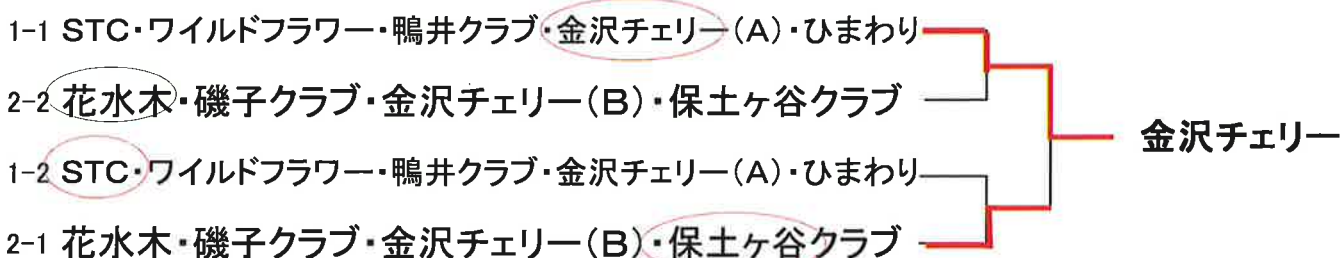 1-1 STC・ワイルドフラワー・鴨井クラブ・金沢チェリー(A)・ひまわり
2-2 花水木・磯子クラブ・金沢チェリー(B)・保土ヶ谷クラブ
金沢チェリー
1-2 STC・ワイルドフラワー・鴨井クラブ・金沢チェリー(A)・ひまわり
2-1 花水木・磯子クラブ・金沢チェリー(B)・保土ヶ谷クラブ